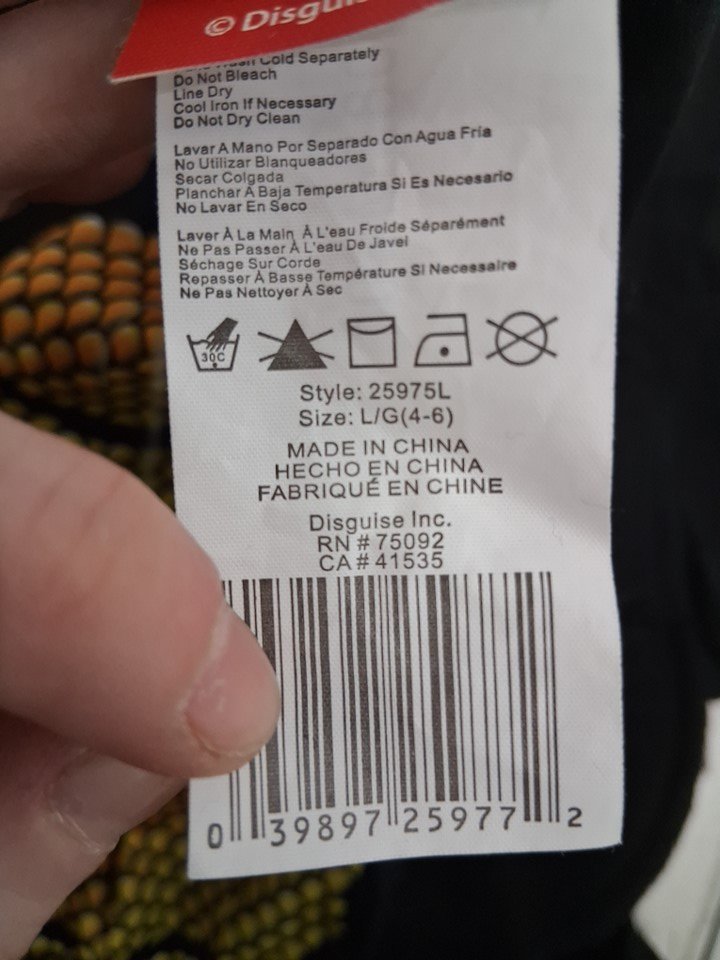 © Disgui
Cold Separately
Do Not Bleach
Line Dry
Cool Iron If Necessary
Do Not Dry Clean
Lavar A Mano Por Separado Con Agua Fria
No Utilizar Blanqueadores
Secar Colgada
Planchar A Baja Temperatura Si Es Necesario
No Lavar En Seco
Laver À La Main À L'eau Froide Séparément
Ne Pas Passer À L'eau De Javel
Séchage Sur Corde
Repasser À Basse Température Si Necessaire
Ne Pas Nettoyer À Sec
30C
Style: 25975L
Size: L/G(4-6)
MADE IN CHINA
HECHO EN CHINA
FABRIQUÉ EN CHINE
Disguise Inc.
RN # 75092
CA # 41535
0 39897 25977 2